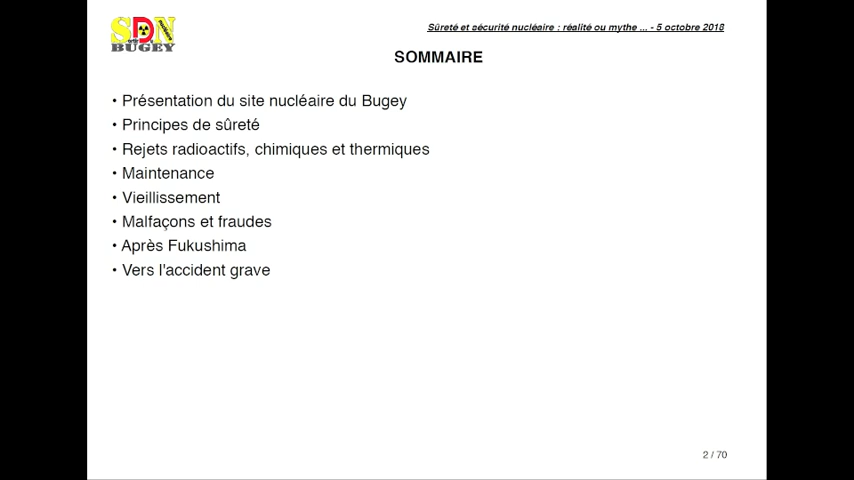 SDN
BUGEY
Sûreté et sécurité nucléaire : réalité ou mythe ... - 5 octobre 2018
SOMMAIRE
• Présentation du site nucléaire du Bugey
• Principes de sûreté
• Rejets radioactifs, chimiques et thermiques
• Maintenance
• Vieillissement
• Malfaçons et fraudes
• Après Fukushima
• Vers l'accident grave
2 / 70